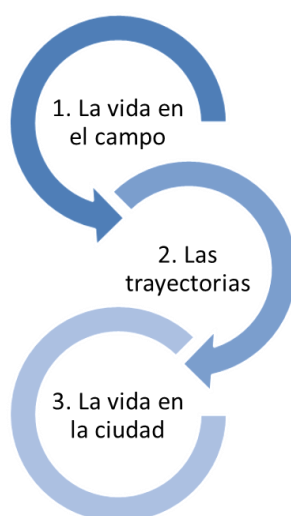 1. La vida en
el campo
2. Las
trayectorias
3. La vida en
la ciudad